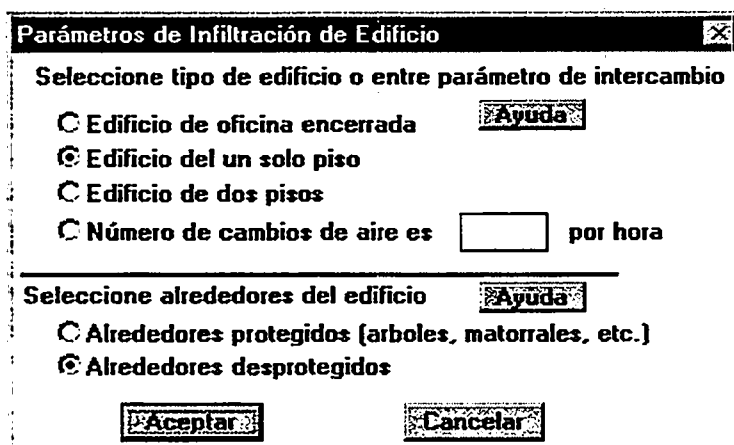 Parámetros de Infiltración de Edificio
Seleccione tipo de edificio o entre parámetro de intercambio
Edificio de oficina encerrada
Ayuda
Edificio del un solo piso
Edificio de dos pisos
Número de cambios de aire es por hora
Seleccione alrededores del edificio
Ayuda
Alrededores protegidos (arboles, matorrales, etc.)
Alrededores desprotegidos
Aceptar
Cancelar